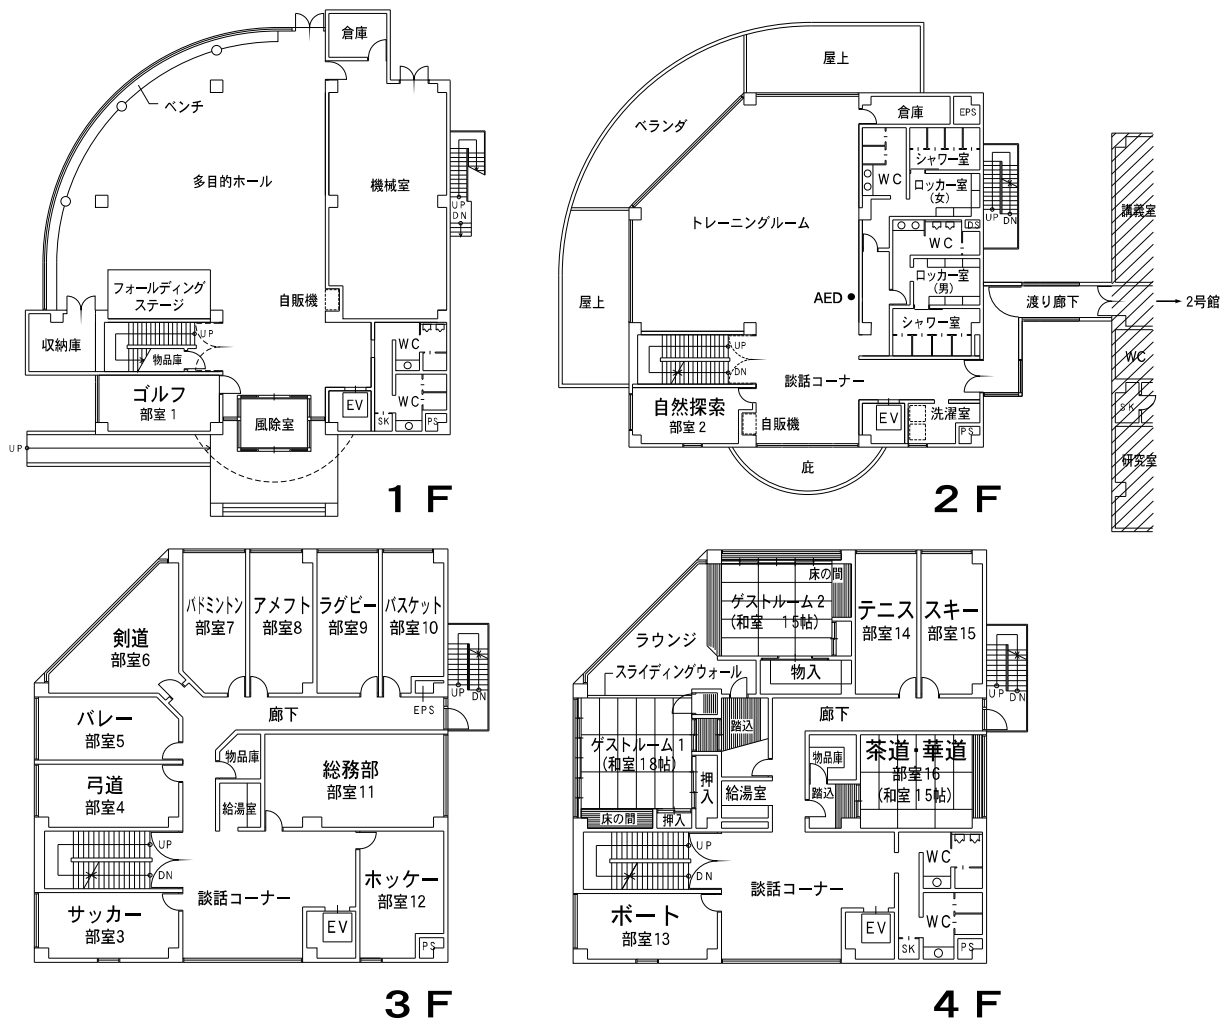 倉庫
ベンチ
多目的ホール
機械室
UP
DN
フォールディング
ステージ
自販機
収納庫
UP
物品庫
WC
ゴルフ
部室1
EV
WC
SK
PS
風除室
UP
1F
屋上
ベランダ
倉庫
EPS
シャワー室
WC
ロッカー室
(女)
UP
DN
DS
トレーニングルーム
WC
ロッカー室
(男)
屋上
AED
シャワー室
渡り廊下
2号館
講義室
WC
SK
研究室
UP
DN
談話コーナー
自然探索
部室2
自販機
EV
洗濯室
PS
庇
2F
バドミントン
部室7
アメフト
部室8
ラグビー
部室9
バスケット
部室10
剣道
部室6
UP
DN
EPS
バレー
部室5
廊下
物品庫
総務部
部室11
弓道
部室4
給湯室
UP
DN
ホッケー
部室12
談話コーナー
サッカー
部室3
EV
PS
3F
床の間
ゲストルーム2
(和室 15帖)
テニス
部室14
スキー
部室15
ラウンジ
スライディングウォール
物入
UP
DN
踏込
廊下
ゲストルーム1
(和室18帖)
物品庫
茶道・華道
部室16
(和室15帖)
押入
給湯室
踏込
床の間
押入
UP
DN
WC
談話コーナー
ボート
部室13
EV
WC
SK
PS
4F